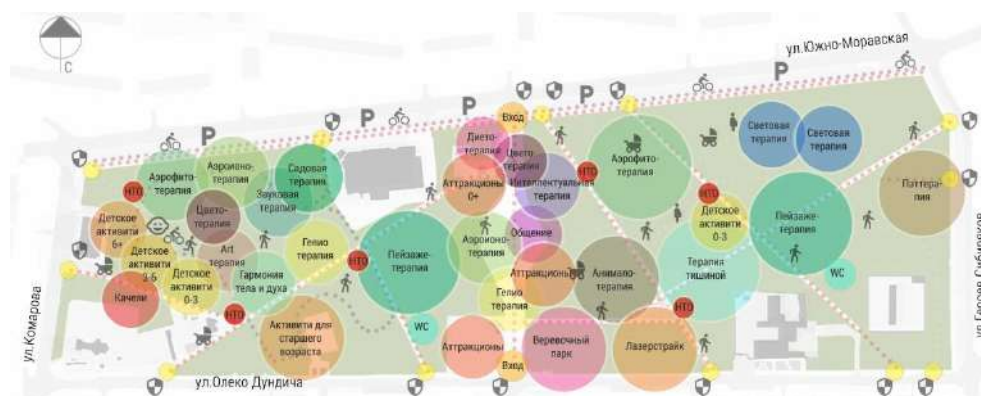 С
ул.Южно-Моравская
P
P
P
P
P
Вход
Дието-
терапия
Цвето
терапия
Аттракционы
0+
Интеллектуальная
терапия
Аэрофито-
терапия
Световая
терапия
Световая
терапия
НТО
НТО
НТО
Аэрофито-
терапия
Аэроионо-
терапия
Садовая
терапия
Звуковая
терапия
Цвето-
терапия
Детское
активити
6+
Детское
активити
3-6
Детское
активити
0-3
Art
терапия
Гармония
тела и духа
Гелио
терапия
НТО
Пейзаже-
терапия
Аэроионо-
терапия
Общение
Аттракционы
Гелио
терапия
Анимало-
терапия
Терапия
тишиной
Детское
активити
0-3
Пейзаже-
терапия
WC
Качели
НТО
Активити для
старшего
возраста
WC
Аттракционы
Веревочный
парк
Лазерстрайк
НТО
Вход
ул.Комарова
ул.Олеко Дундича
ул.Героев Сибиряков